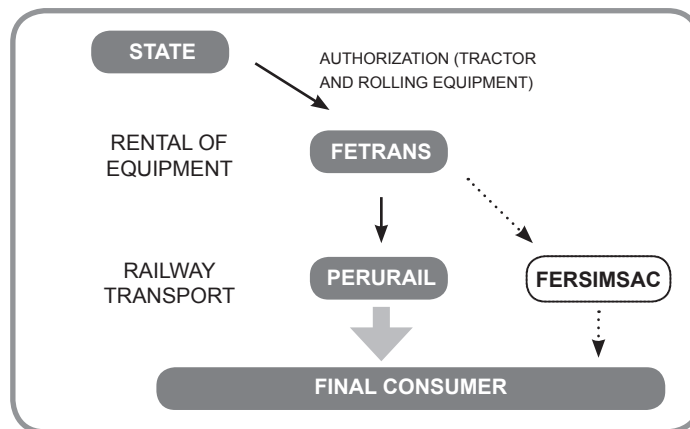 STATE
AUTHORIZATION (TRACTOR
AND ROLLING EQUIPMENT)
RENTAL OF
EQUIPMENT
FETRANS
RAILWAY
TRANSPORT
PERURAIL
FERSIMSAC
FINAL CONSUMER